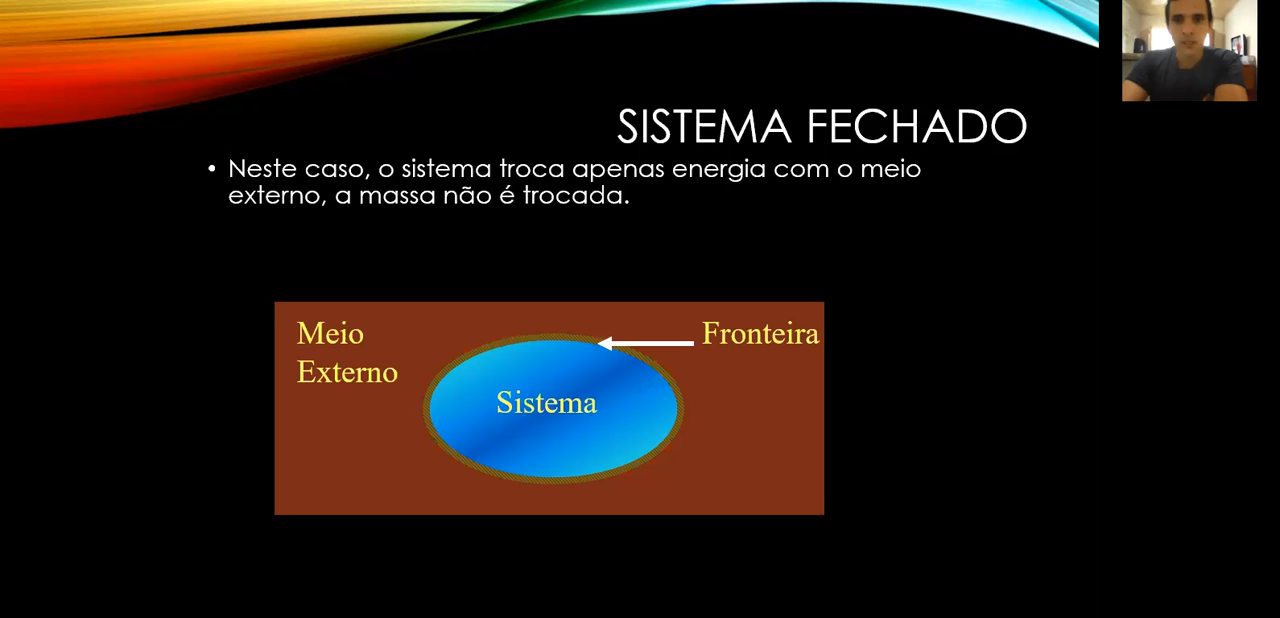 SISTEMA FECHADO
• Neste caso, o sistema troca apenas energia com o meio
externo, a massa não é trocada.
Meio
Externo
Fronteira
Sistema